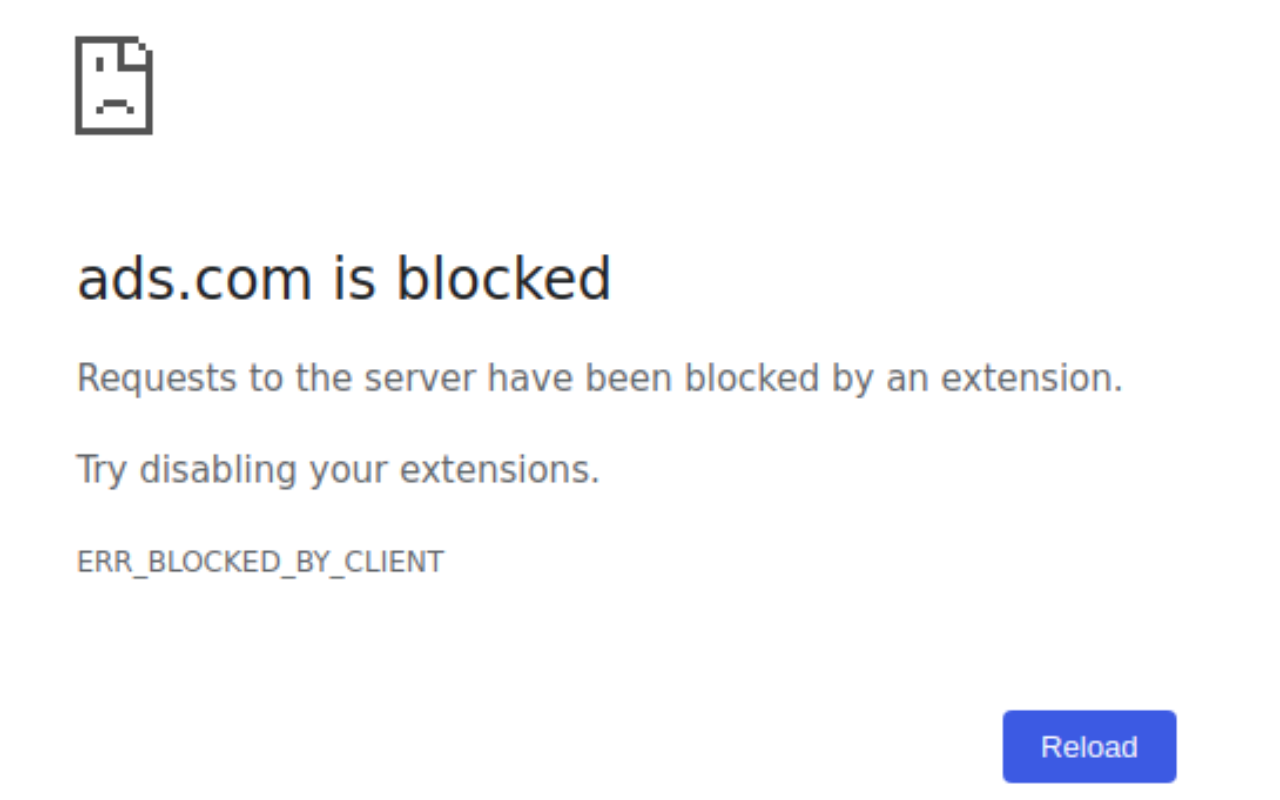 ads.com is blocked
Requests to the server have been blocked by an extension.
Try disabling your extensions.
ERR_BLOCKED_BY_CLIENT
Reload